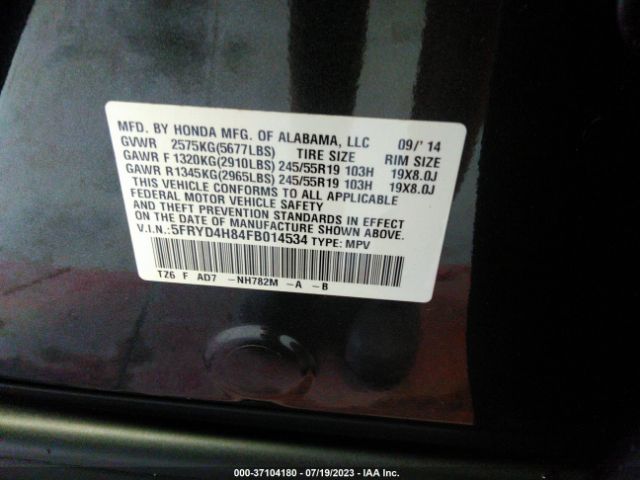 MFD. BY HONDA MFG. OF ALABAMA, LLC 09/' 14
GVWR 2575KG(5677LBS) TIRE SIZE RIM SIZE
GAWR F 1320KG(2910LBS) 245/55R19 103H 19X8.0J
GAWR R1345KG(2965LBS) 245/55R19 103H 19X8.0J
THIS VEHICLE CONFORMS TO ALL APPLICABLE
FEDERAL MOTOR VEHICLE SAFETY
AND THEFT PREVENTION STANDARDS IN EFFECT
ON THE DATE OF MANUFACTURE SHOWN ABOVE.
V.I.N.: 5FRYD4H84FB014534 TYPE: MPV
TZ6 F AD7 -NH782M -A -B
000-37104180 - 07/19/2023 - IAA Inc.